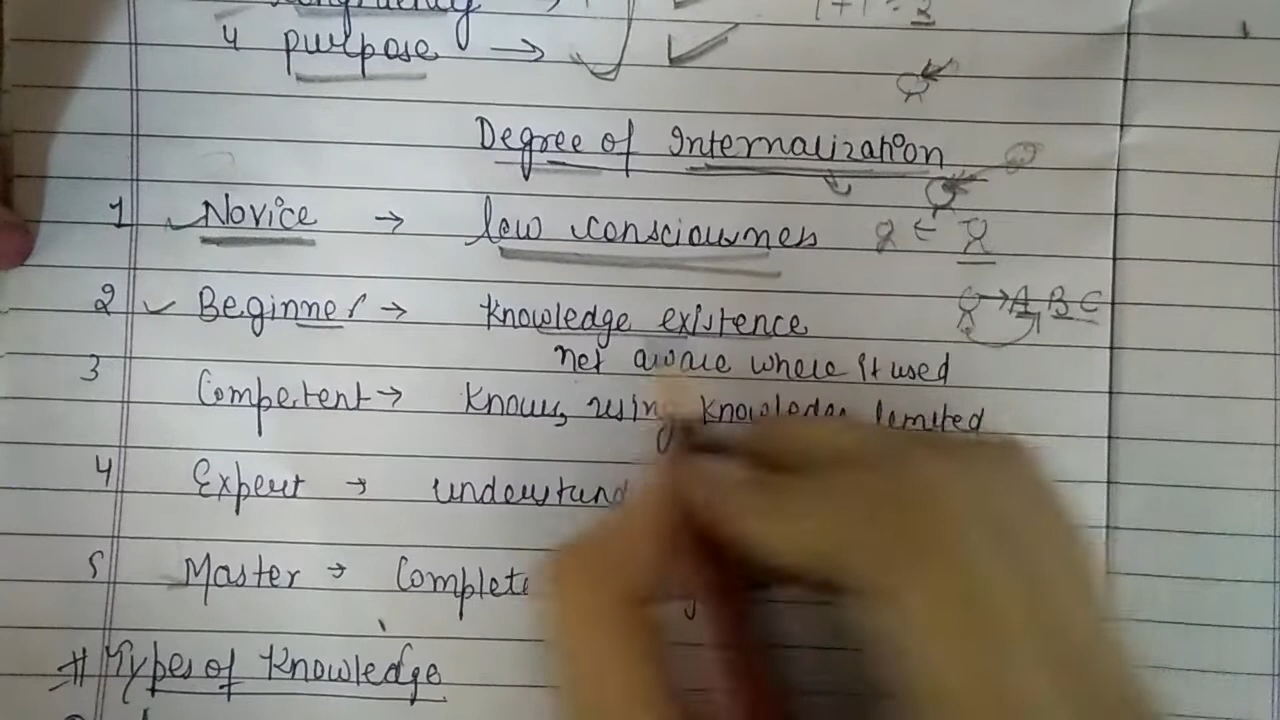 4 purpose →
Degree of Internalization
1 Novice → low consciousness
2 Beginner → Knowledge existence
A B C
not aware where it used
3 Competent → Knows, using knowledge limited
4 Expert → understand
5 Master → Complete
# Types of Knowledge